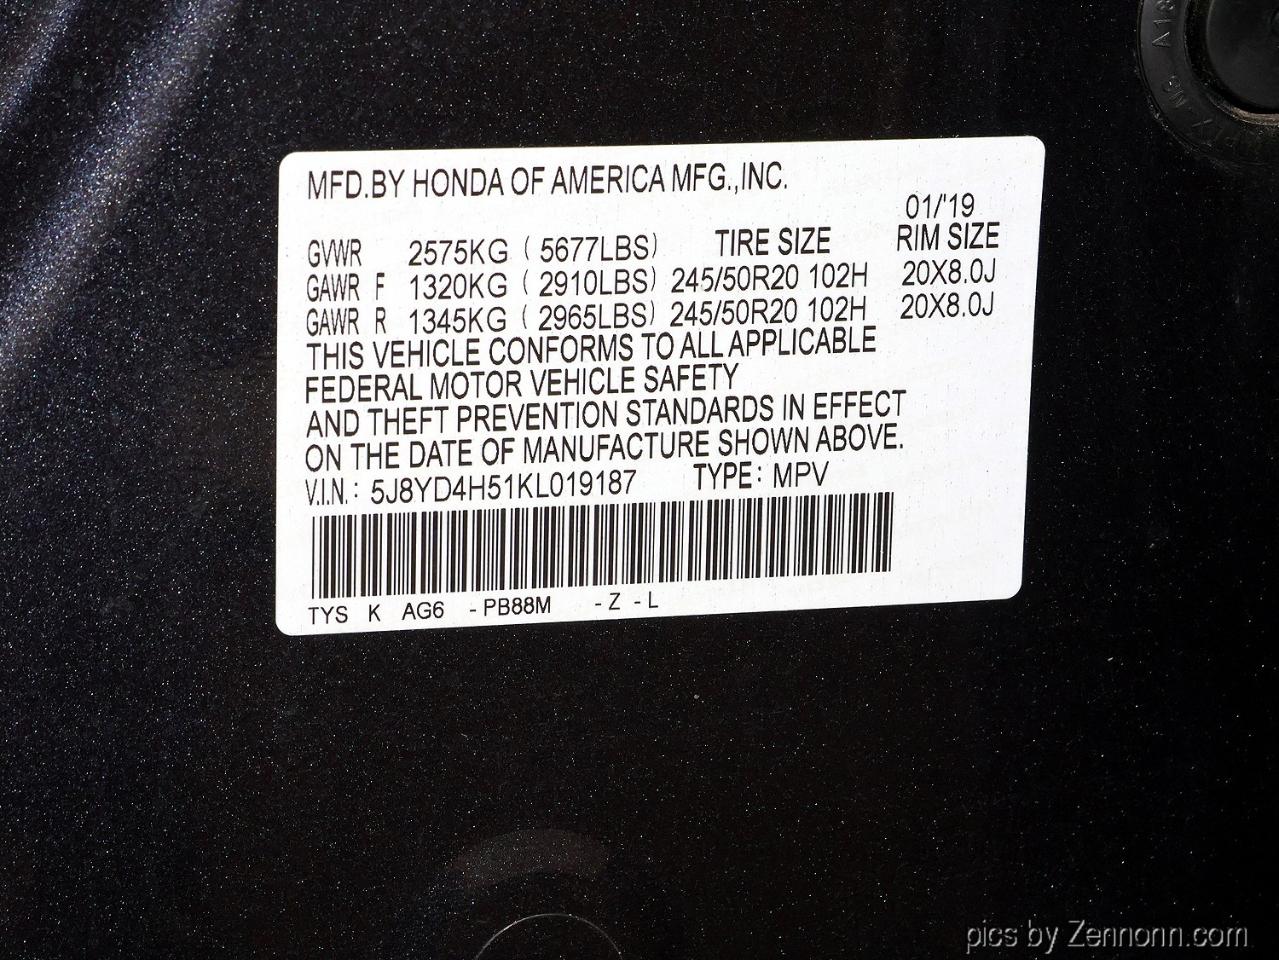 MFD.BY HONDA OF AMERICA MFG.,INC.
01/'19
GVWR 2575KG ( 5677LBS) TIRE SIZE RIM SIZE
GAWR F 1320KG ( 2910LBS) 245/50R20 102H 20X8.0J
GAWR R 1345KG ( 2965LBS) 245/50R20 102H 20X8.0J
THIS VEHICLE CONFORMS TO ALL APPLICABLE
FEDERAL MOTOR VEHICLE SAFETY
AND THEFT PREVENTION STANDARDS IN EFFECT
ON THE DATE OF MANUFACTURE SHOWN ABOVE.
V.I.N.: 5J8YD4H51KL019187 TYPE: MPV
TYS K AG6 -PB88M -Z -L
pics by Zennonn.com